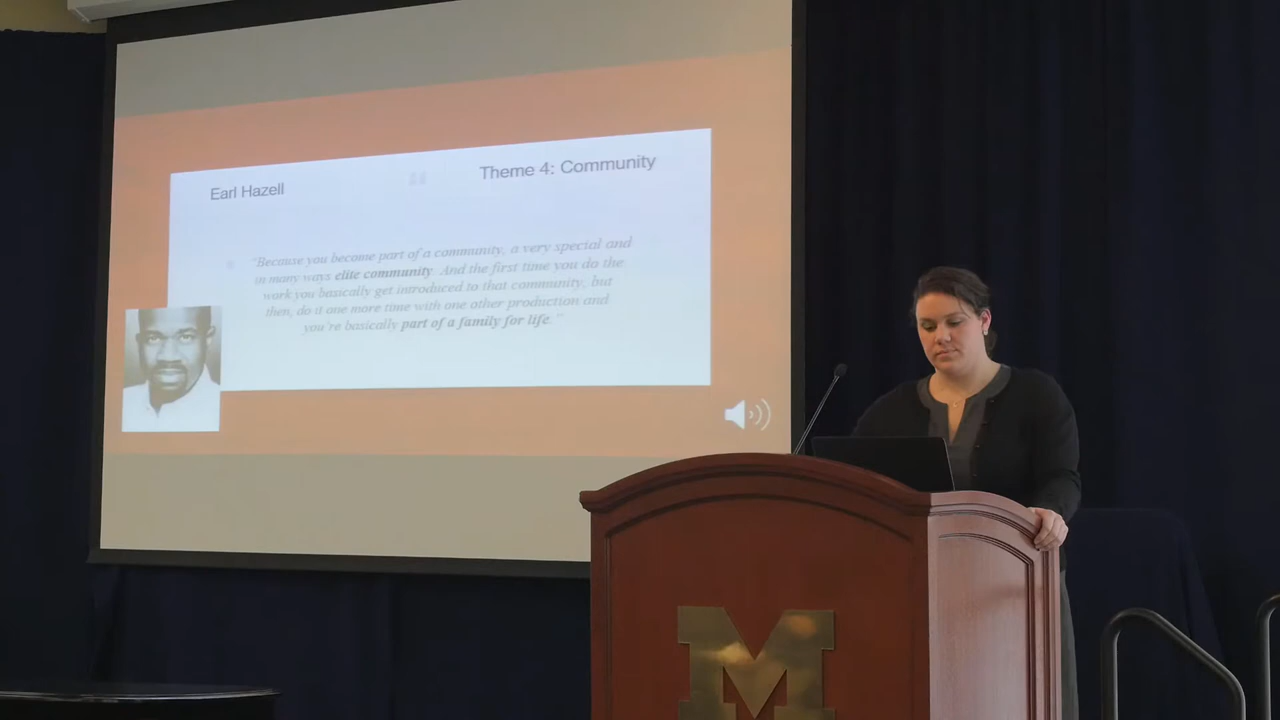 Earl Hazell
Theme 4: Community
"Because you become part of a community, a very special and
in many ways elite community. And the first time you do the
work you basically get introduced to that community, but
then, do it one more time with one other production and
you're basically part of a family for life."
M